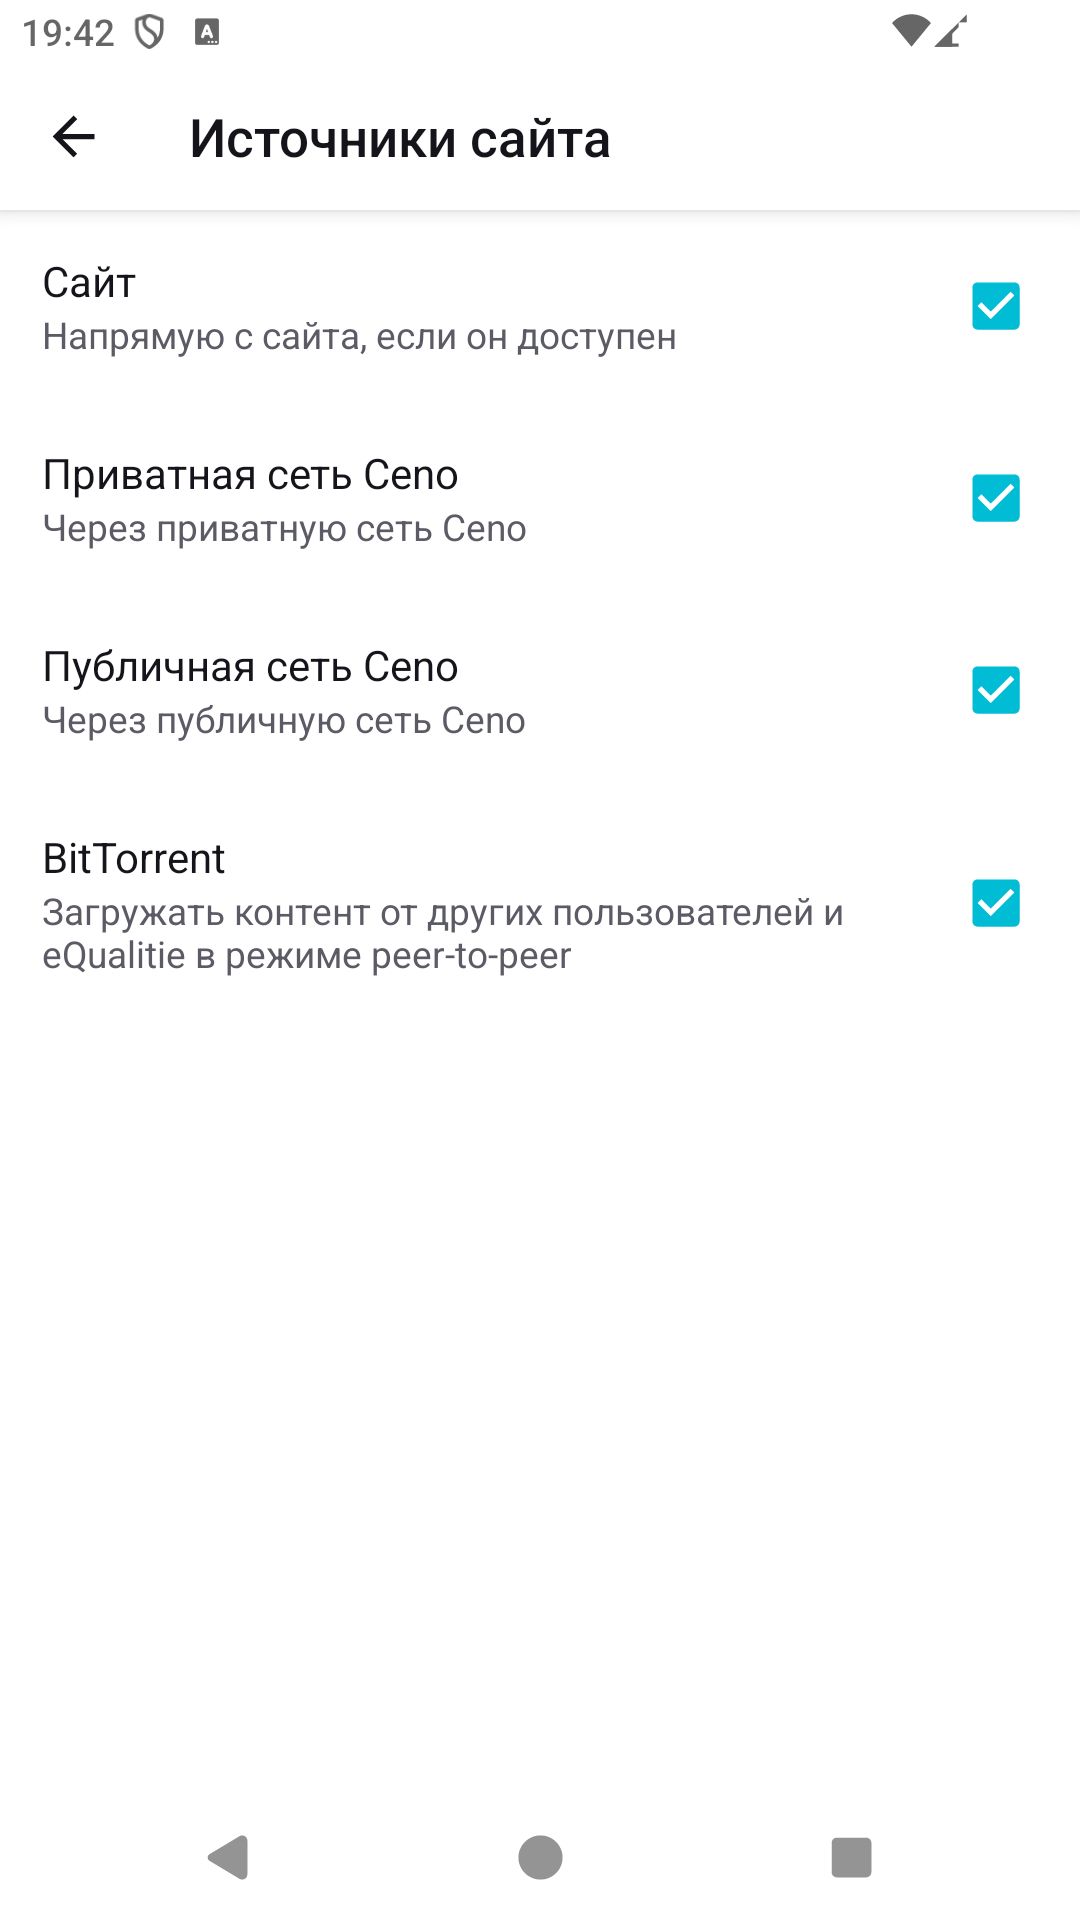 19:42
Источники сайта
Сайт
Напрямую с сайта, если он доступен
Приватная сеть Ceno
Через приватную сеть Ceno
Публичная сеть Ceno
Через публичную сеть Ceno
BitTorrent
Загружать контент от других пользователей и
eQualitie в режиме peer-to-peer